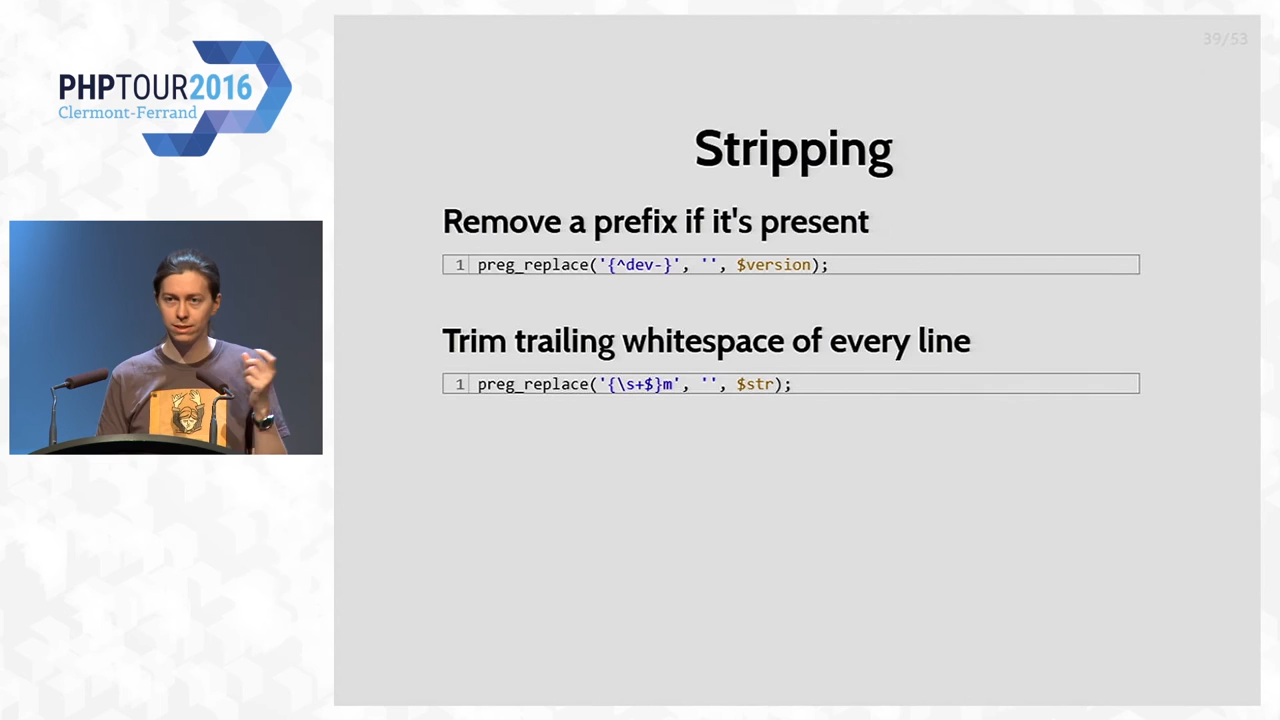 PHPTOUR2016
Clermont-Ferrand
39/53
Stripping
Remove a prefix if it's present
1 preg_replace('{^dev-}', '', $version);
Trim trailing whitespace of every line
1 preg_replace('{\s+$}m', '', $str);